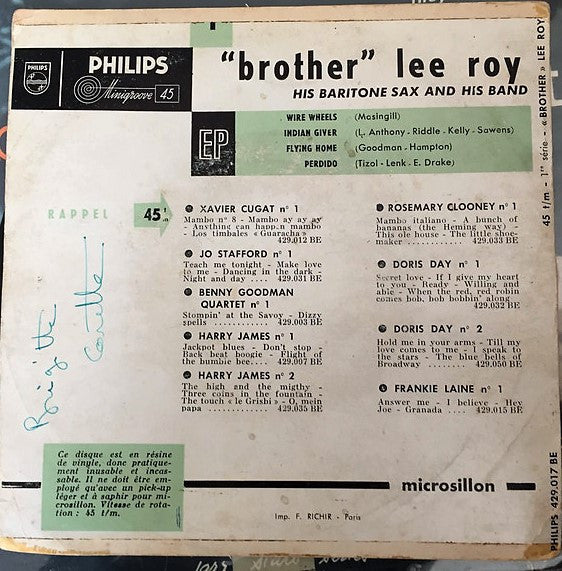 PHILIPS
PHILIPS
Minigroove 45
"brother" lee roy
HIS BARITONE SAX AND HIS BAND
EP
WIRE WHEELS (Masingill)
INDIAN GIVER (L. Anthony - Riddle - Kelly - Sawens)
FLYING HOME (Goodman - Hampton)
PERDIDO (Tizol - Lenk - E. Drake)
RAPPEL 45
XAVIER CUGAT n° 1
Mambo n° 8 - Mambo ay ay ay
- Anything can happ.n mambo
- Los timbales « Guaracha »
429.012 BE
JO STAFFORD n° 1
Teach me tonight - Make love
to me - Dancing in the dark -
Night and day .... 429.031 BE
BENNY GOODMAN
QUARTET n° 1
Stompin' at the Savoy - Dizzy
spells ............ 429.003 BE
HARRY JAMES n° 1
Jackpot blues - Don't stop -
Back beat boogie - Flight of
the bumble bee.... 429.007 BE
HARRY JAMES n° 2
The high and the migthy -
Three coins in the fountain -
The touch « le Grisbi » - O, mein
papa ............ 429.035 BE
ROSEMARY CLOONEY n° 1
Mambo italiano - A bunch of
bananas (the Heming way) -
This ole house - The little shoe-
maker ............ 429.033 BE
DORIS DAY n° 1
Secret love - If I give my heart
to you - Ready - Willing and
able - When the red, red robin
comes bob, bob bobbin' along
429.032 BE
DORIS DAY n° 2
Hold me in your arms - Till my
love comes to me - I speak to
the stars - The blue bells of
Broadway ........ 429.050 BE
FRANKIE LAINE n° 1
Answer me - I believe - Hey
Joe - Granada .... 429.015 BE
Brigitte
Ce disque est en résine
de vinyle, donc pratique-
ment inusable et incas-
sable. Il ne doit être em-
ployé qu'avec un pick-up
léger et à saphir pour mi-
crosillon. Vitesse de rota-
tion : 45 t/m.
microsillon
Imp. F. RICHIR - Paris
45 t/m - 1re série - « BROTHER » LEE ROY
PHILIPS 429.017 BE